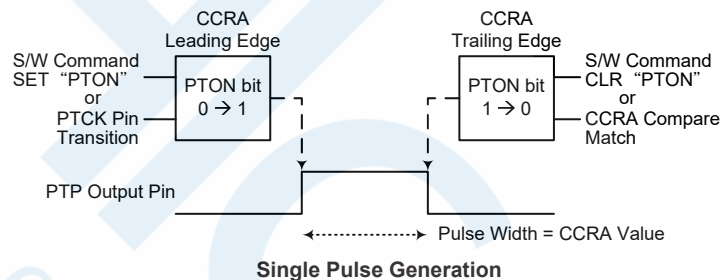 CCRA
Leading Edge
CCRA
Trailing Edge
S/W Command
SET “PTON”
or
PTCK Pin
Transition
PTON bit
0 → 1
PTON bit
1 → 0
S/W Command
CLR “PTON”
or
CCRA Compare
Match
PTP Output Pin
Pulse Width = CCRA Value
Single Pulse Generation